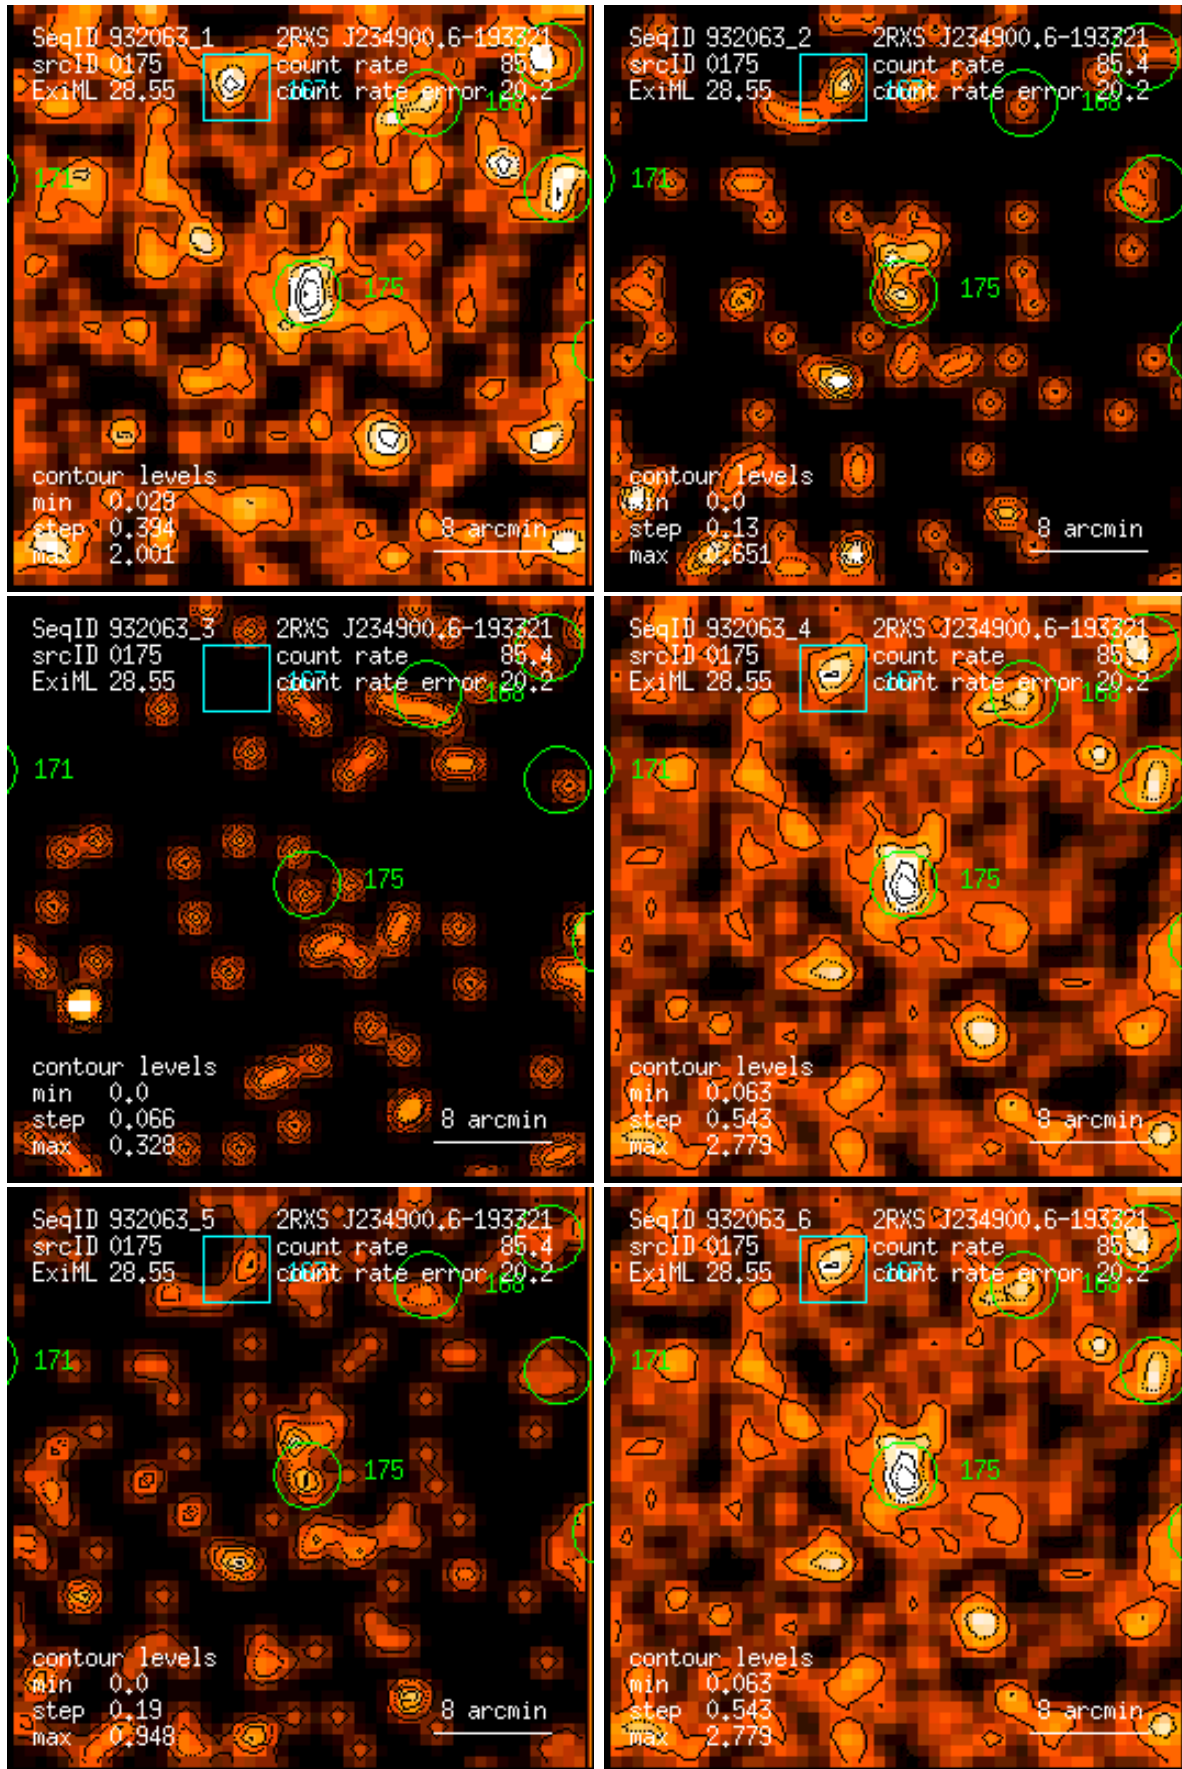 SeqID 932063_1 2RXS J234900.6-193321
srcID 0175 count rate 85.4
ExiML 28.55 167 count rate error 20.2
168
171
175
contour levels
min 0.029
step 0.394 8 arcmin
max 2.001
SeqID 932063_2 2RXS J234900.6-193321
srcID 0175 count rate 85.4
ExiML 28.55 167 count rate error 20.2
168
171
175
contour levels
min 0.0
step 0.13 8 arcmin
max 0.651
SeqID 932063_3 2RXS J234900.6-193321
srcID 0175 count rate 85.4
ExiML 28.55 167 count rate error 20.2
168
171
175
contour levels
min 0.0
step 0.066 8 arcmin
max 0.328
SeqID 932063_4 2RXS J234900.6-193321
srcID 0175 count rate 85.4
ExiML 28.55 167 count rate error 20.2
168
171
175
contour levels
min 0.063
step 0.543 8 arcmin
max 2.779
SeqID 932063_5 2RXS J234900.6-193321
srcID 0175 count rate 85.4
ExiML 28.55 167 count rate error 20.2
168
171
175
contour levels
min 0.0
step 0.19 8 arcmin
max 0.948
SeqID 932063_6 2RXS J234900.6-193321
srcID 0175 count rate 85.4
ExiML 28.55 167 count rate error 20.2
168
171
175
contour levels
min 0.063
step 0.543 8 arcmin
max 2.779